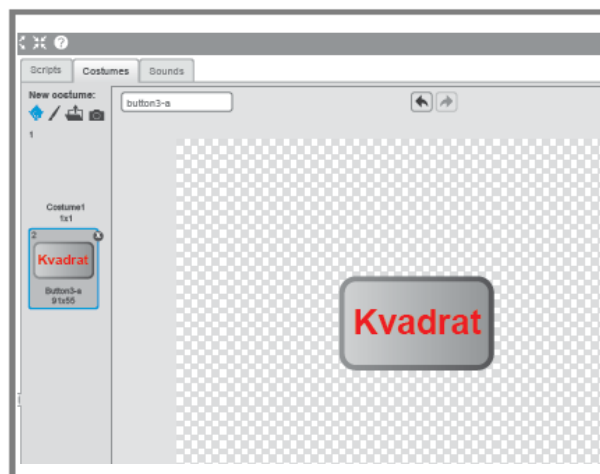 Scripts Costumes Sounds
New costume:
button3-a
1
Costume1
1x1
2
Kvadrat
Button3-a
91x55
Kvadrat